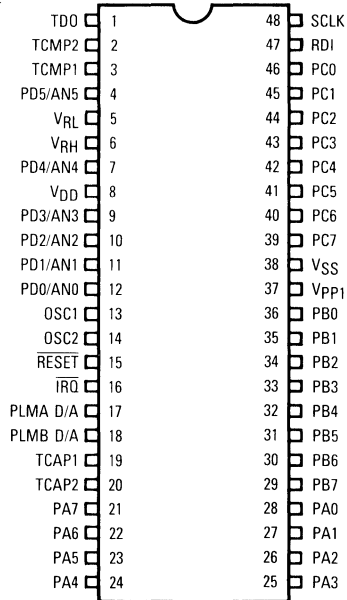 TDO 1 48 SCLK
TCMP2 2 47 RDI
TCMP1 3 46 PC0
PD5/AN5 4 45 PC1
VRL 5 44 PC2
VRH 6 43 PC3
PD4/AN4 7 42 PC4
VDD 8 41 PC5
PD3/AN3 9 40 PC6
PD2/AN2 10 39 PC7
PD1/AN1 11 38 VSS
PD0/AN0 12 37 VPP1
OSC1 13 36 PB0
OSC2 14 35 PB1
RESET 15 34 PB2
IRQ 16 33 PB3
PLMA D/A 17 32 PB4
PLMB D/A 18 31 PB5
TCAP1 19 30 PB6
TCAP2 20 29 PB7
PA7 21 28 PA0
PA6 22 27 PA1
PA5 23 26 PA2
PA4 24 25 PA3